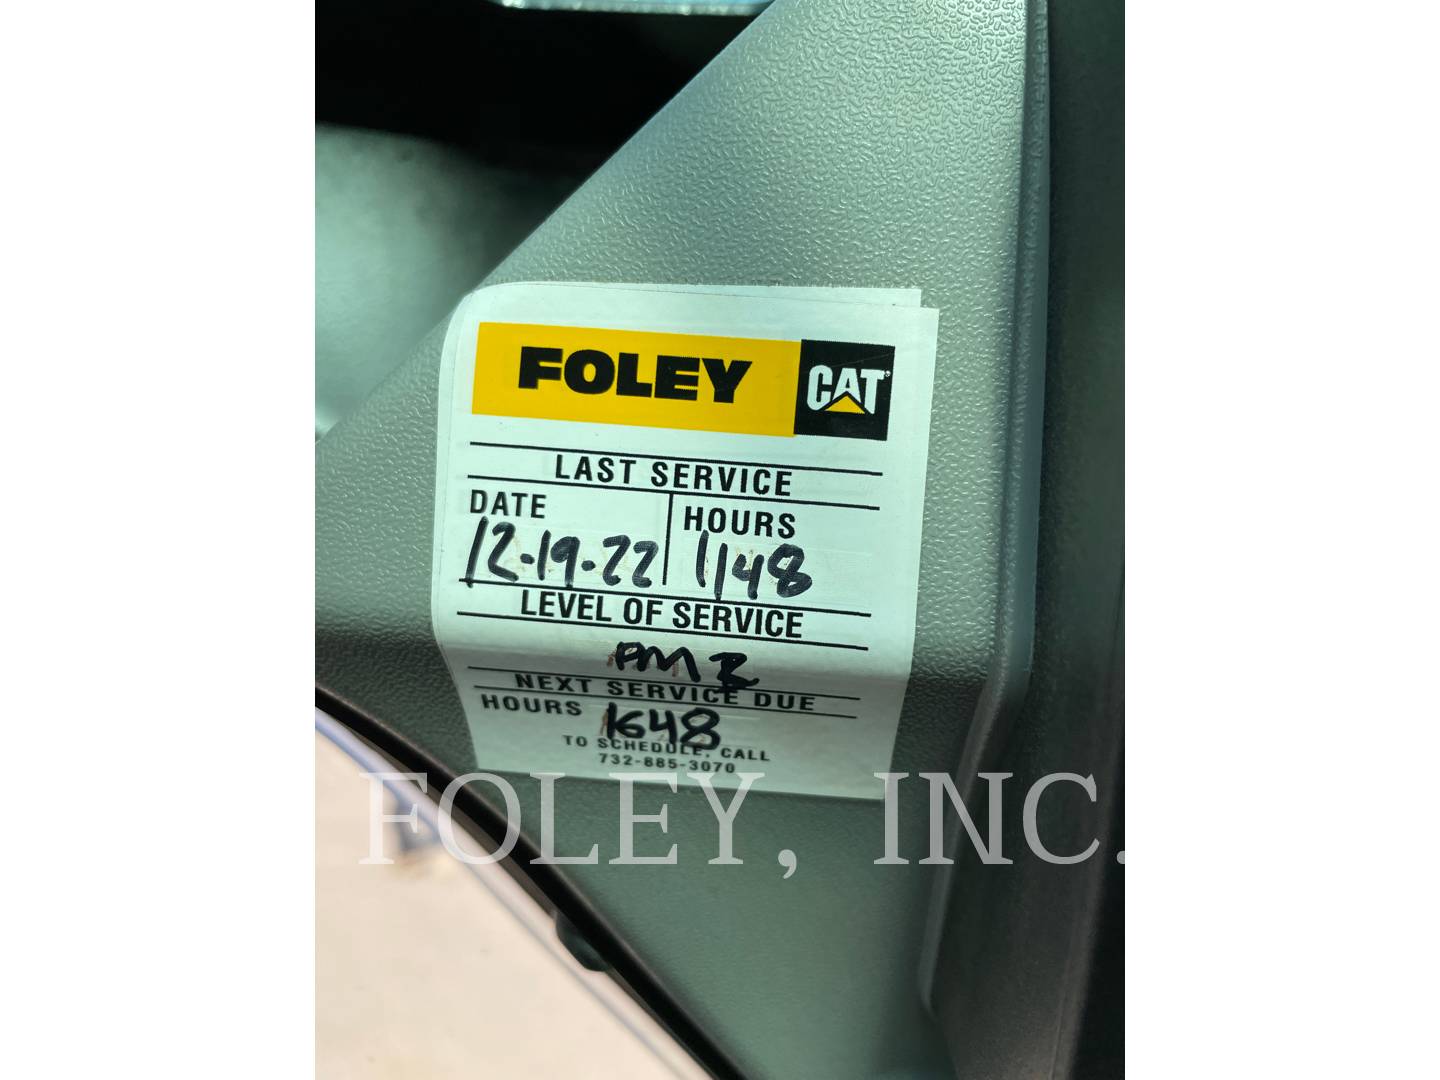 FOLEY CAT®
LAST SERVICE
DATE HOURS
12-19-22 1148
LEVEL OF SERVICE
PM 2
NEXT SERVICE DUE
HOURS 1648
TO SCHEDULE, CALL
732-885-3070
FOLEY, INC.